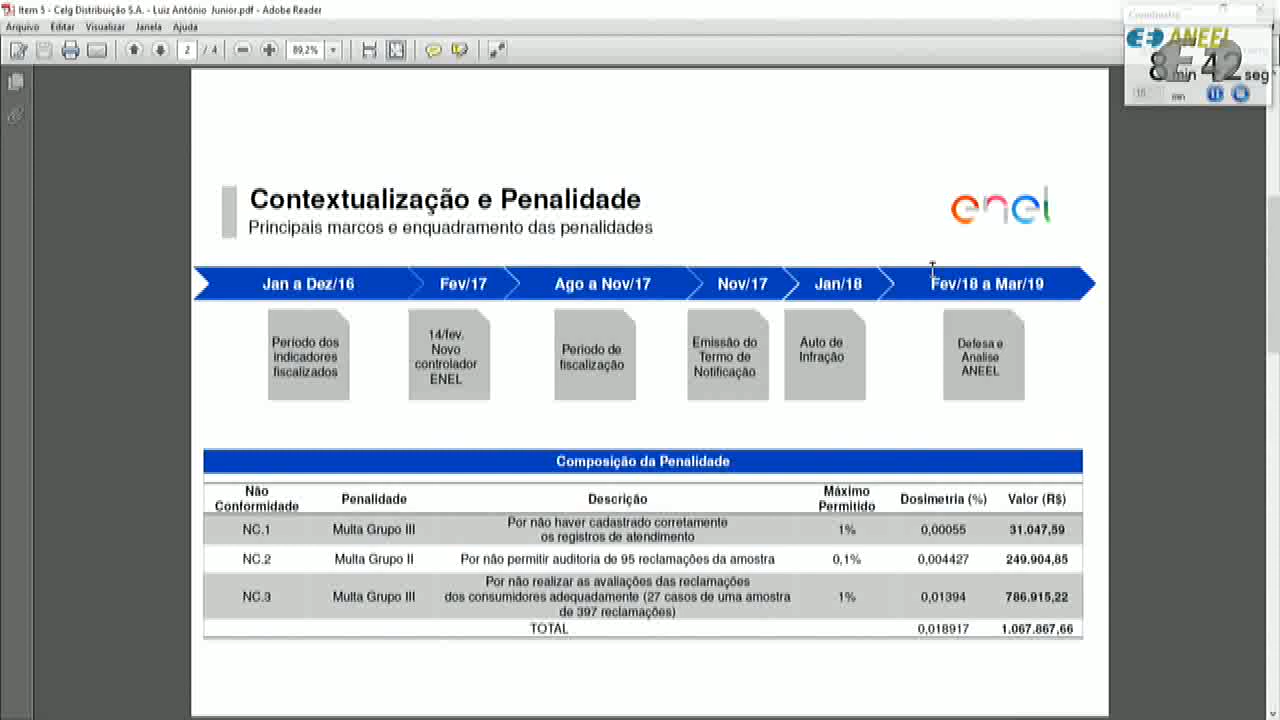 Item 5 - Celg Distribuição S.A. - Luiz Antônio Junior.pdf - Adobe Reader
Arquivo Editar Visualizar Janela Ajuda
2 / 4 89,2%
Cronômetro
ANEEL
8 min 42 seg
min
Contextualização e Penalidade
Principais marcos e enquadramento das penalidades
enel
Jan a Dez/16 Fev/17 Ago a Nov/17 Nov/17 Jan/18 Fev/18 a Mar/19
Período dos
indicadores
fiscalizados
14/fev.
Novo
controlador
ENEL
Período de
fiscalização
Emissão do
Termo de
Notificação
Auto de
Infração
Defesa e
Analise
ANEEL
Composição da Penalidade
Não
Conformidade
Penalidade
Descrição
Máximo
Permitido
Dosimetria (%)
Valor (R$)
NC.1
Multa Grupo III
Por não haver cadastrado corretamente
os registros de atendimento
1%
0,00055
31.047,59
NC.2
Multa Grupo II
Por não permitir auditoria de 95 reclamações da amostra
0,1%
0,004427
249.904,85
NC.3
Multa Grupo III
Por não realizar as avaliações das reclamações
dos consumidores adequadamente (27 casos de uma amostra
de 397 reclamações)
1%
0,01394
786.915,22
TOTAL
0,018917
1.067.867,66